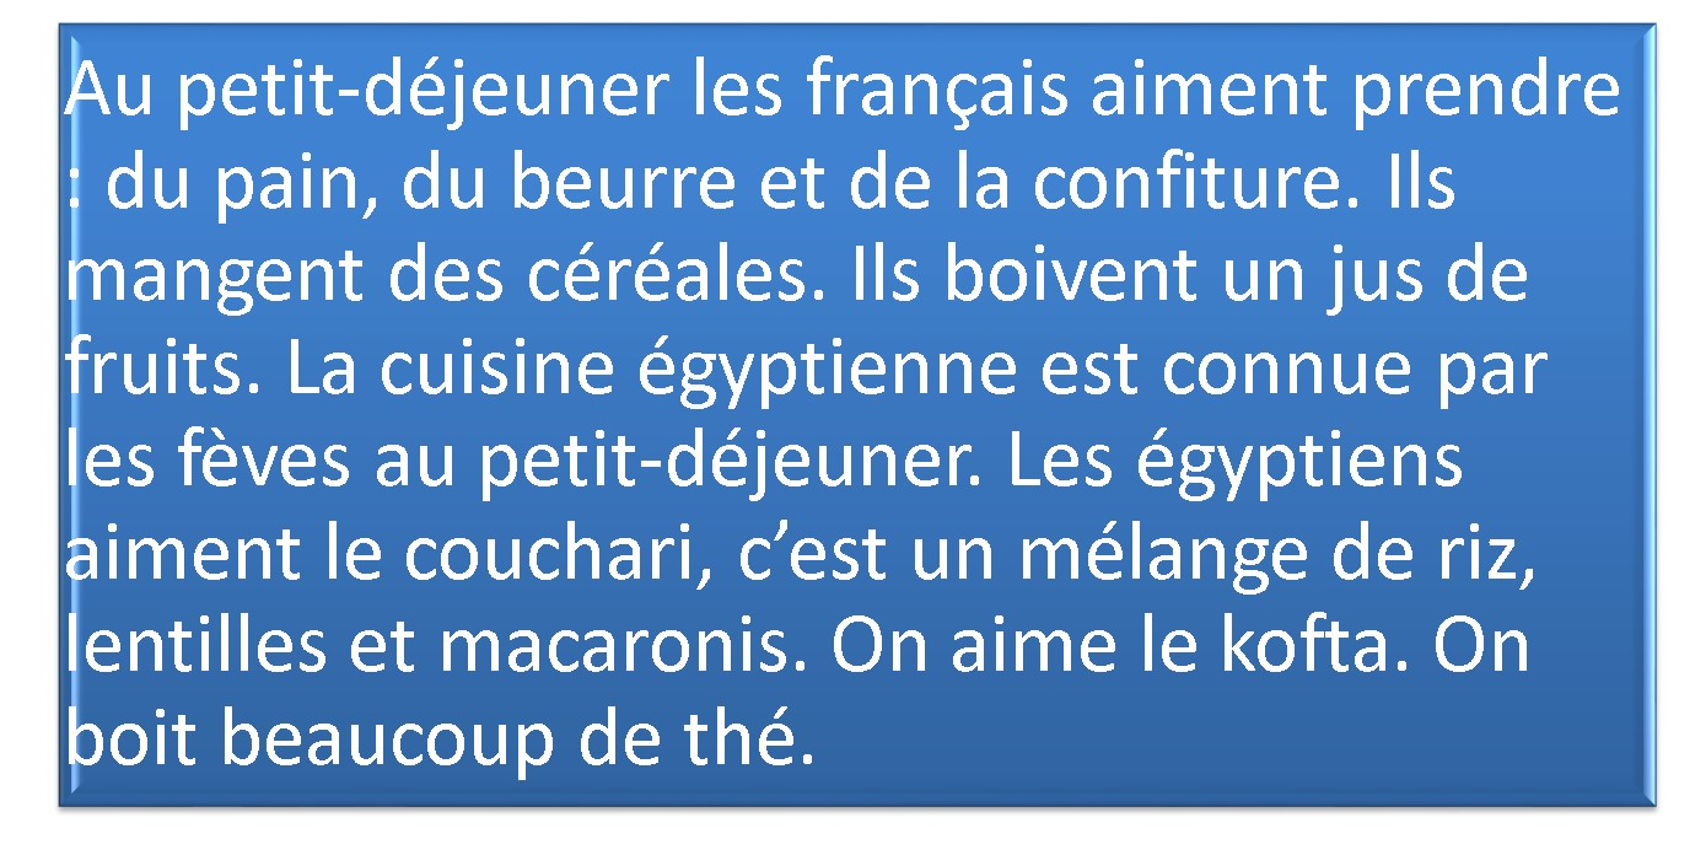 Au petit-déjeuner les français aiment prendre
: du pain, du beurre et de la confiture. Ils
mangent des céréales. Ils boivent un jus de
fruits. La cuisine égyptienne est connue par
les fèves au petit-déjeuner. Les égyptiens
aiment le couchari, c’est un mélange de riz,
lentilles et macaronis. On aime le kofta. On
boit beaucoup de thé.